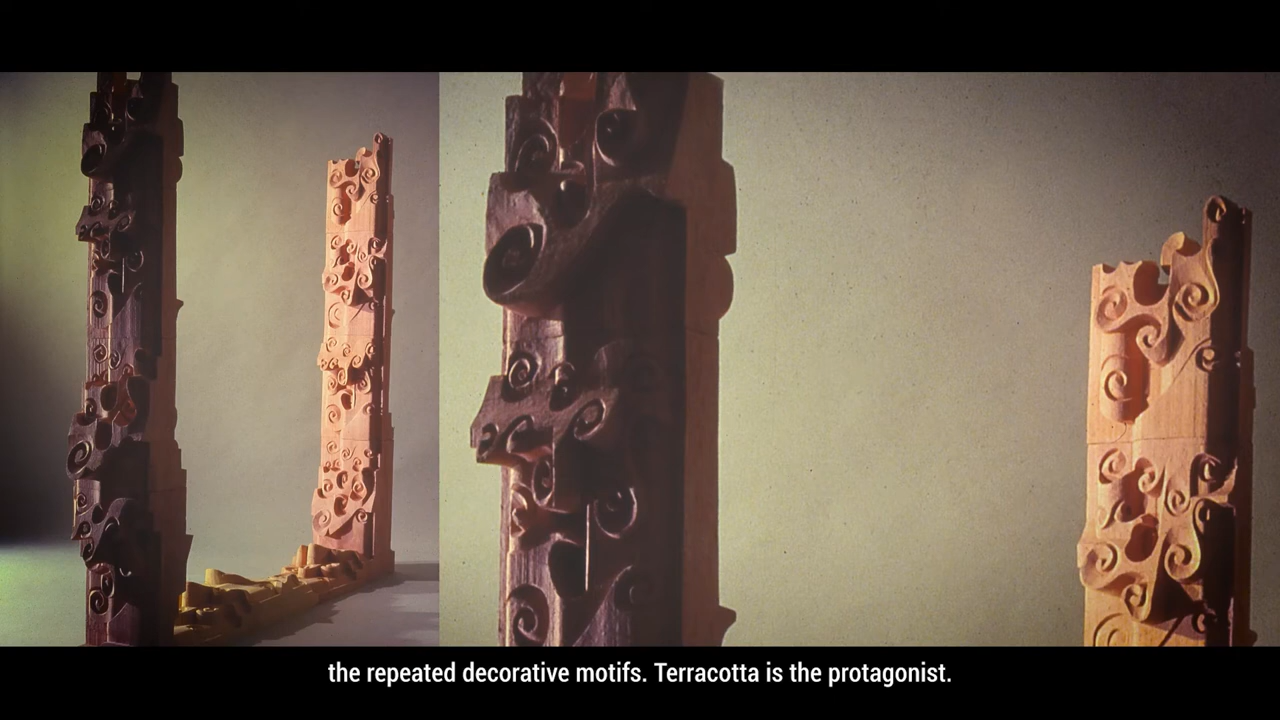 the repeated decorative motifs. Terracotta is the protagonist.